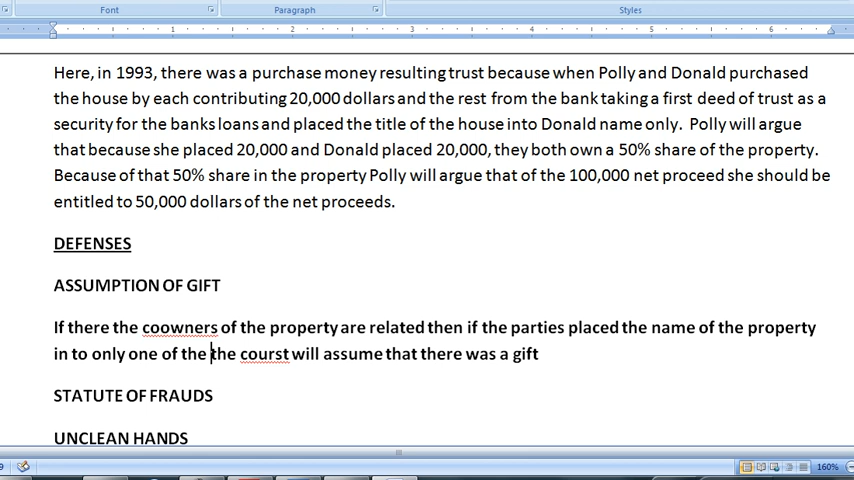 Font Paragraph Styles
1 2 3 4 5 6
Here, in 1993, there was a purchase money resulting trust because when Polly and Donald purchased
the house by each contributing 20,000 dollars and the rest from the bank taking a first deed of trust as a
security for the banks loans and placed the title of the house into Donald name only. Polly will argue
that because she placed 20,000 and Donald placed 20,000, they both own a 50% share of the property.
Because of that 50% share in the property Polly will argue that of the 100,000 net proceed she should be
entitled to 50,000 dollars of the net proceeds.
DEFENSES
ASSUMPTION OF GIFT
If there the coowners of the property are related then if the parties placed the name of the property
in to only one of the the courst will assume that there was a gift
STATUTE OF FRAUDS
UNCLEAN HANDS
9 160%